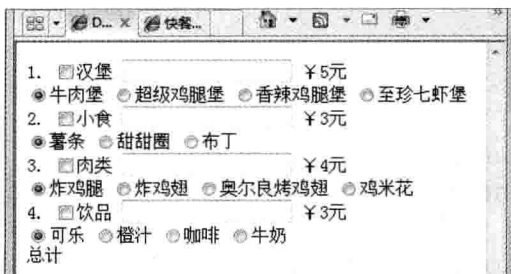 D...
快餐...
1. 汉堡 ￥5元
牛肉堡 超级鸡腿堡 香辣鸡腿堡 至珍七虾堡
2. 小食 ￥3元
薯条 甜甜圈 布丁
3. 肉类 ￥4元
炸鸡腿 炸鸡翅 奥尔良烤鸡翅 鸡米花
4. 饮品 ￥3元
可乐 橙汁 咖啡 牛奶
总计